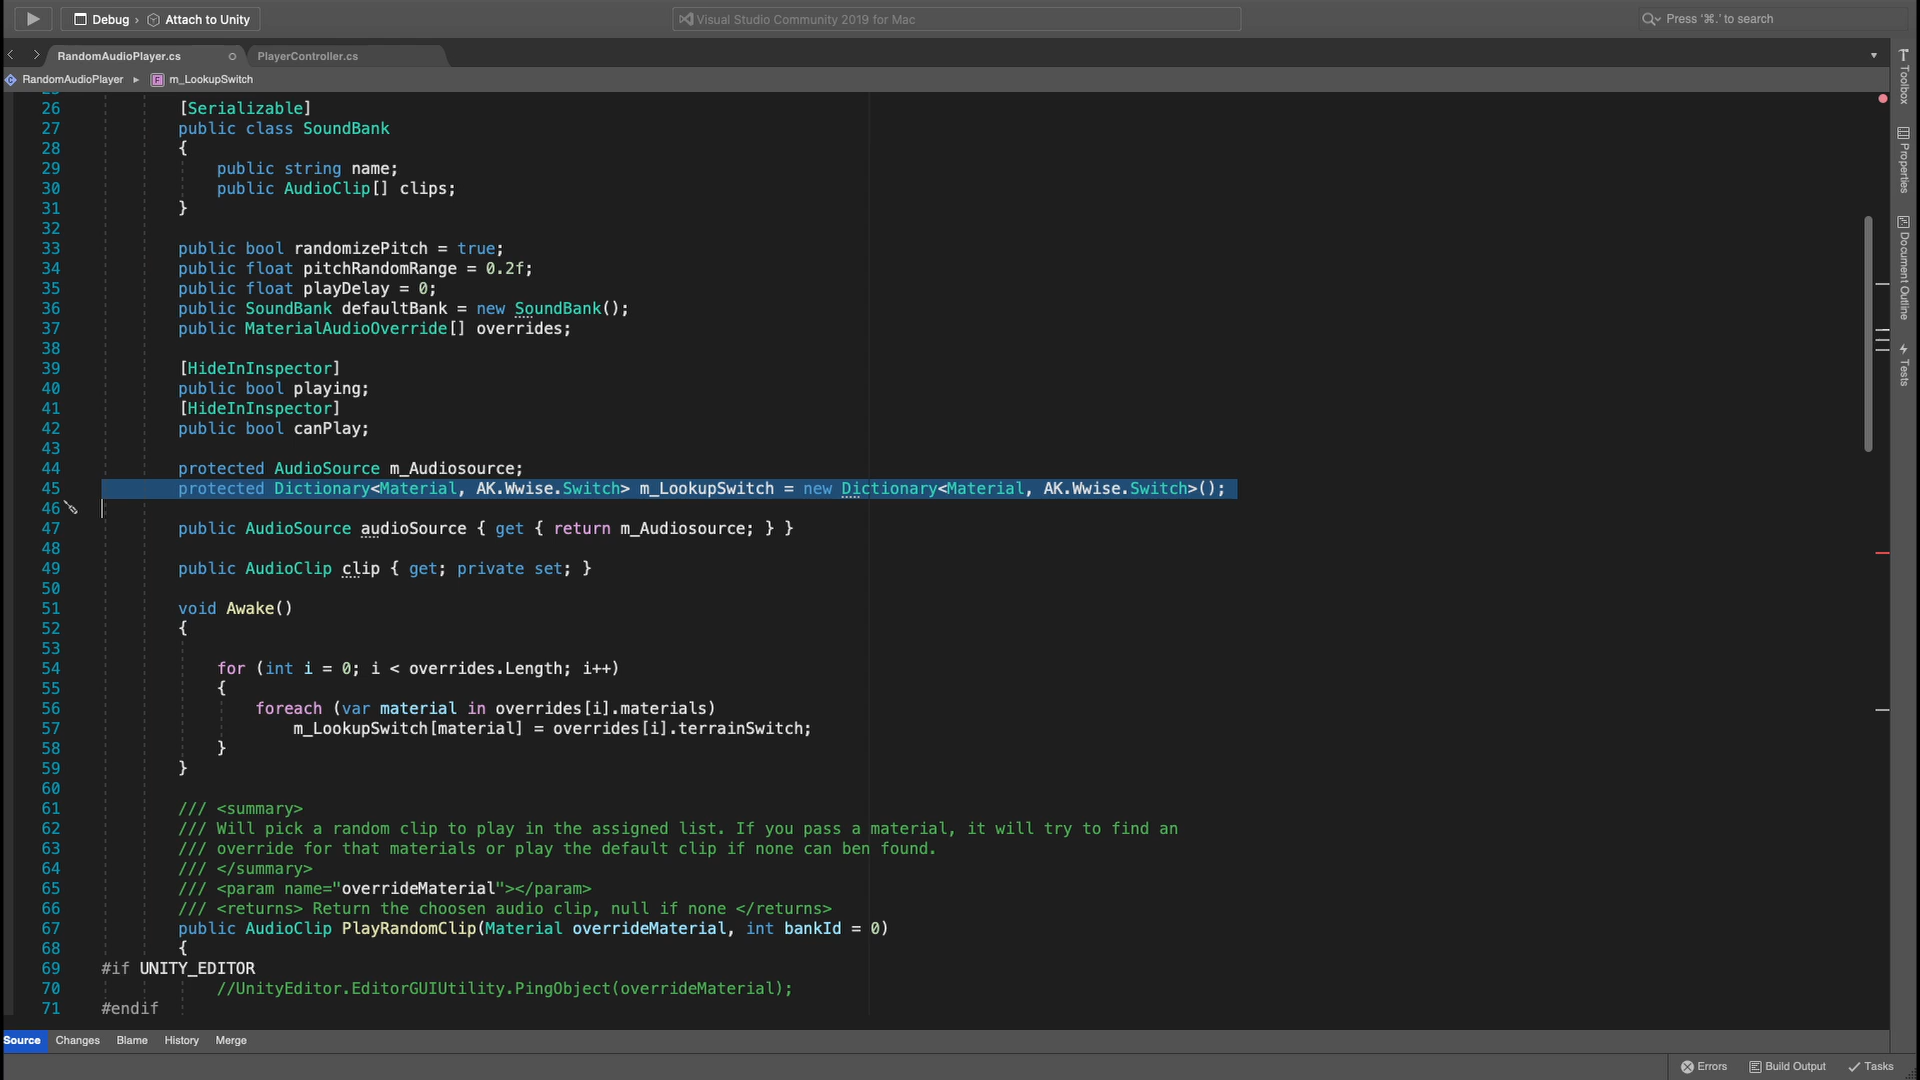 Debug › Attach to Unity
Visual Studio Community 2019 for Mac
Press '⌘.' to search
RandomAudioPlayer.cs
PlayerController.cs
RandomAudioPlayer ▸ F m_LookupSwitch
26 [Serializable]
27 public class SoundBank
28 {
29 public string name;
30 public AudioClip[] clips;
31 }
32
33 public bool randomizePitch = true;
34 public float pitchRandomRange = 0.2f;
35 public float playDelay = 0;
36 public SoundBank defaultBank = new SoundBank();
37 public MaterialAudioOverride[] overrides;
38
39 [HideInInspector]
40 public bool playing;
41 [HideInInspector]
42 public bool canPlay;
43
44 protected AudioSource m_Audiosource;
45 protected Dictionary<Material, AK.Wwise.Switch> m_LookupSwitch = new Dictionary<Material, AK.Wwise.Switch>();
46
47 public AudioSource audioSource { get { return m_Audiosource; } }
48
49 public AudioClip clip { get; private set; }
50
51 void Awake()
52 {
53
54 for (int i = 0; i < overrides.Length; i++)
55 {
56 foreach (var material in overrides[i].materials)
57 m_LookupSwitch[material] = overrides[i].terrainSwitch;
58 }
59 }
60
61 /// <summary>
62 /// Will pick a random clip to play in the assigned list. If you pass a material, it will try to find an
63 /// override for that materials or play the default clip if none can ben found.
64 /// </summary>
65 /// <param name="overrideMaterial"></param>
66 /// <returns> Return the choosen audio clip, null if none </returns>
67 public AudioClip PlayRandomClip(Material overrideMaterial, int bankId = 0)
68 {
69 #if UNITY_EDITOR
70 //UnityEditor.EditorGUIUtility.PingObject(overrideMaterial);
71 #endif
Toolbox
Properties
Document Outline
Tests
Source Changes Blame History Merge
Errors Build Output Tasks